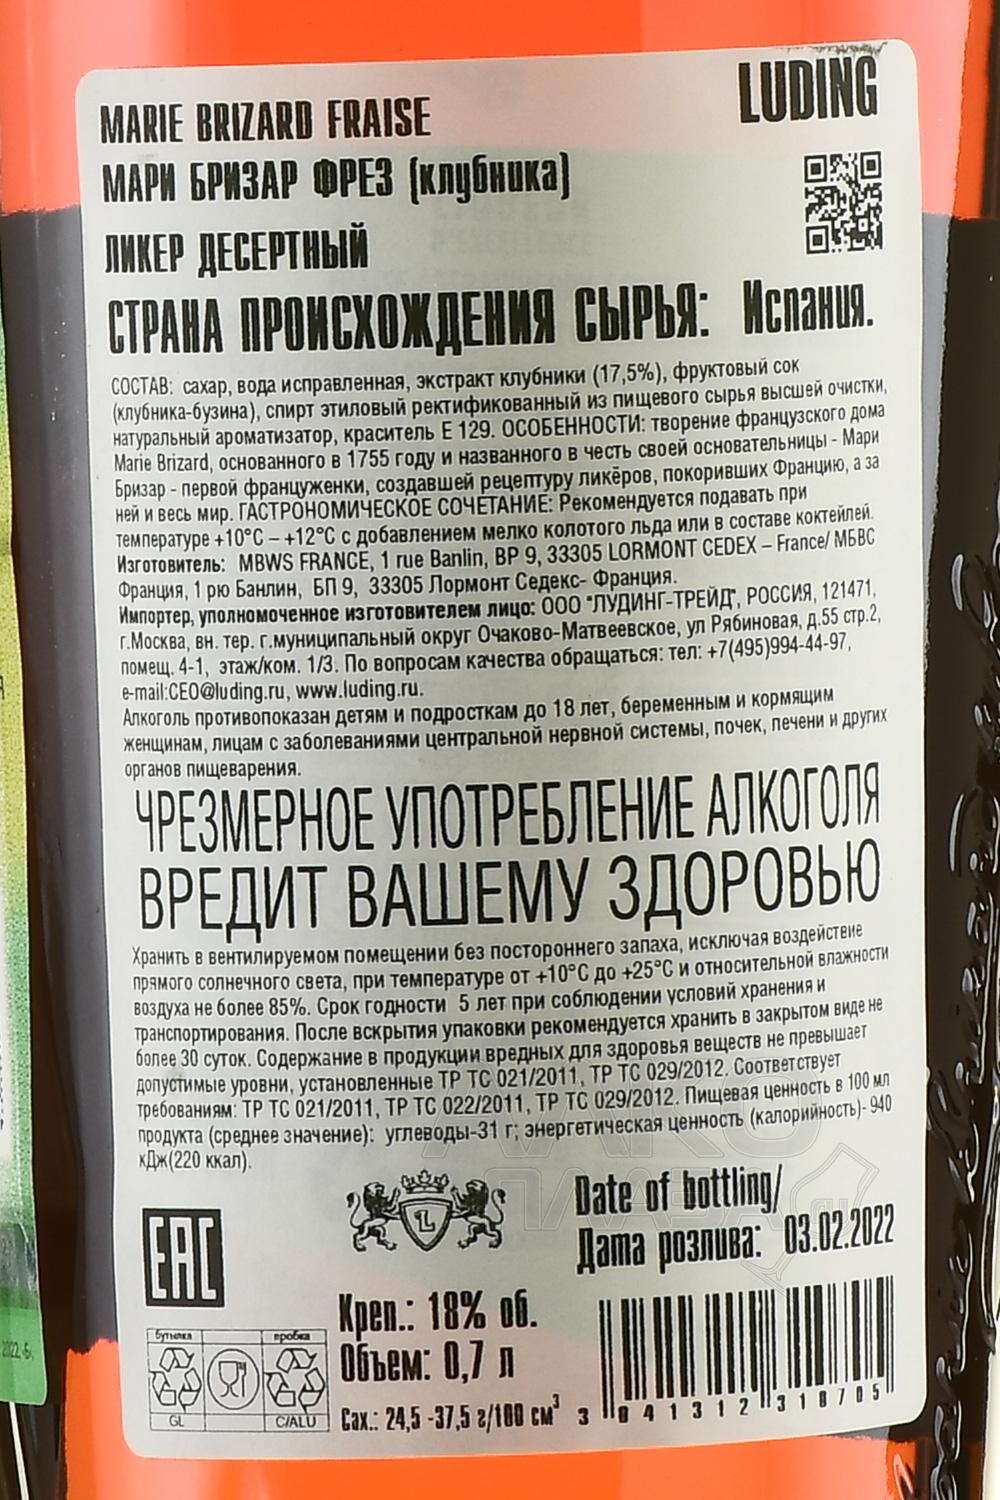 LUDING
MARIE BRIZARD FRAISE
МАРИ БРИЗАР ФРЕЗ (клубника)
ЛИКЕР ДЕСЕРТНЫЙ
СТРАНА ПРОИСХОЖДЕНИЯ СЫРЬЯ: Испания.
СОСТАВ: сахар, вода исправленная, экстракт клубники (17,5%), фруктовый сок
(клубника-бузина), спирт этиловый ректификованный из пищевого сырья высшей очистки,
натуральный ароматизатор, краситель Е 129. ОСОБЕННОСТИ: творение французского дома
Marie Brizard, основанного в 1755 году и названного в честь своей основательницы - Мари
Бризар - первой француженки, создавшей рецептуру ликёров, покоривших Францию, а за
ней и весь мир. ГАСТРОНОМИЧЕСКОЕ СОЧЕТАНИЕ: Рекомендуется подавать при
температуре +10°С – +12°С с добавлением мелко колотого льда или в составе коктейлей.
Изготовитель: MBWS FRANCE, 1 rue Banlin, BP 9, 33305 LORMONT CEDEX – France/ МБВС
Франция, 1 рю Банлин, БП 9, 33305 Лормонт Седекс- Франция.
Импортер, уполномоченное изготовителем лицо: ООО "ЛУДИНГ-ТРЕЙД", РОССИЯ, 121471,
г.Москва, вн. тер. г.муниципальный округ Очаково-Матвеевское, ул Рябиновая, д.55 стр.2,
помещ. 4-1, этаж/ком. 1/3. По вопросам качества обращаться: тел: +7(495)994-44-97,
e-mail:CEO@luding.ru, www.luding.ru.
Алкоголь противопоказан детям и подросткам до 18 лет, беременным и кормящим
женщинам, лицам с заболеваниями центральной нервной системы, почек, печени и других
органов пищеварения.
ЧРЕЗМЕРНОЕ УПОТРЕБЛЕНИЕ АЛКОГОЛЯ
ВРЕДИТ ВАШЕМУ ЗДОРОВЬЮ
Хранить в вентилируемом помещении без постороннего запаха, исключая воздействие
прямого солнечного света, при температуре от +10°С до +25°С и относительной влажности
воздуха не более 85%. Срок годности 5 лет при соблюдении условий хранения и
транспортирования. После вскрытия упаковки рекомендуется хранить в закрытом виде не
более 30 суток. Содержание в продукции вредных для здоровья веществ не превышает
допустимые уровни, установленные ТР ТС 021/2011, ТР ТС 029/2012. Соответствует
требованиям: ТР ТС 021/2011, ТР ТС 022/2011, ТР ТС 029/2012. Пищевая ценность в 100 мл
продукта (среднее значение): углеводы-31 г; энергетическая ценность (калорийность)- 940
кДж(220 ккал).
Date of bottling/
Дата розлива: 03.02.2022
EAC
L
Креп.: 18% об.
Объем: 0,7 л
Сах.: 24,5 -37,5 г/100 см³
бутылка пробка
GL C/ALU
3 041312 318705